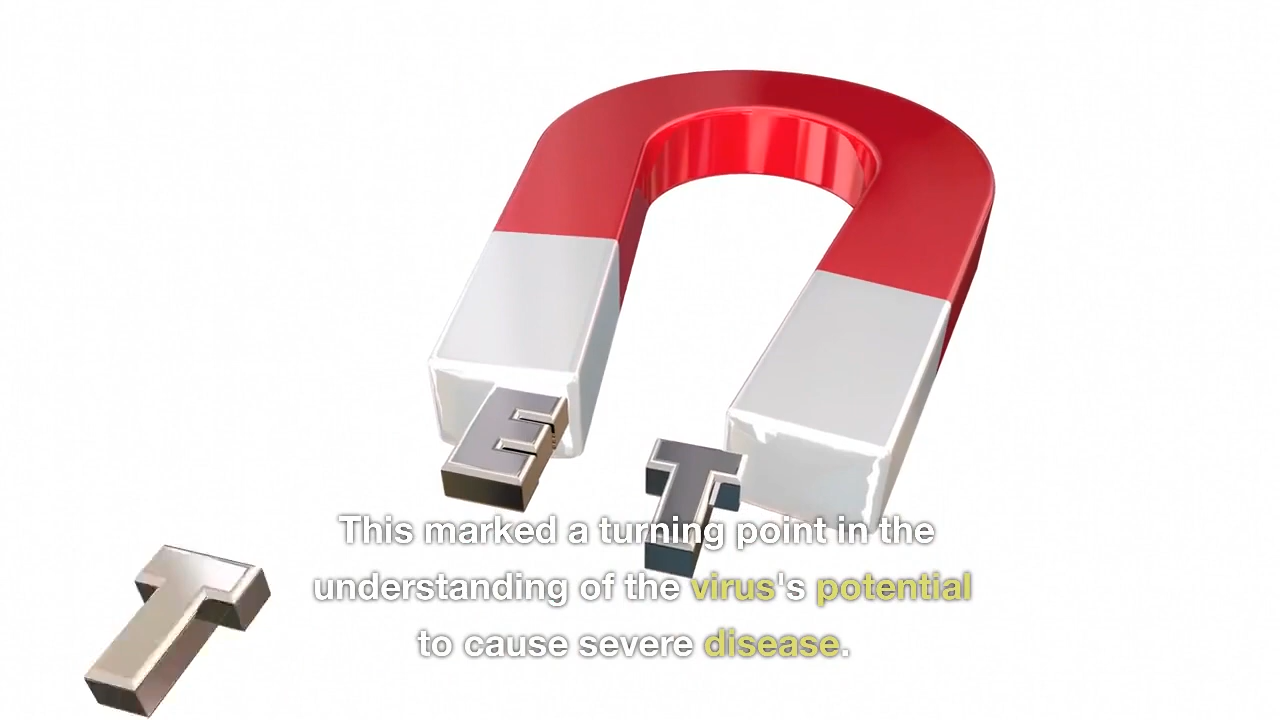 E
T
T
This marked a turning point in the
understanding of the virus's potential
to cause severe disease.